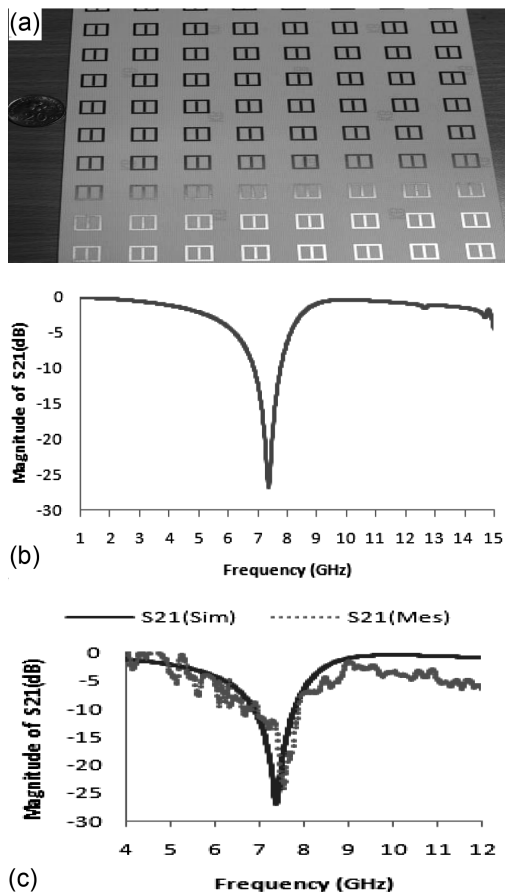 (a)
0
-5
-10
-15
-20
-25
-30
Magnitude of S21(dB)
1 2 3 4 5 6 7 8 9 10 11 12 13 14 15
Frequency (GHz)
(b)
S21(Sim) S21(Mes)
0
-5
-10
-15
-20
-25
-30
Magnitude of S21(dB)
4 5 6 7 8 9 10 11 12
Frequency (GHz)
(c)